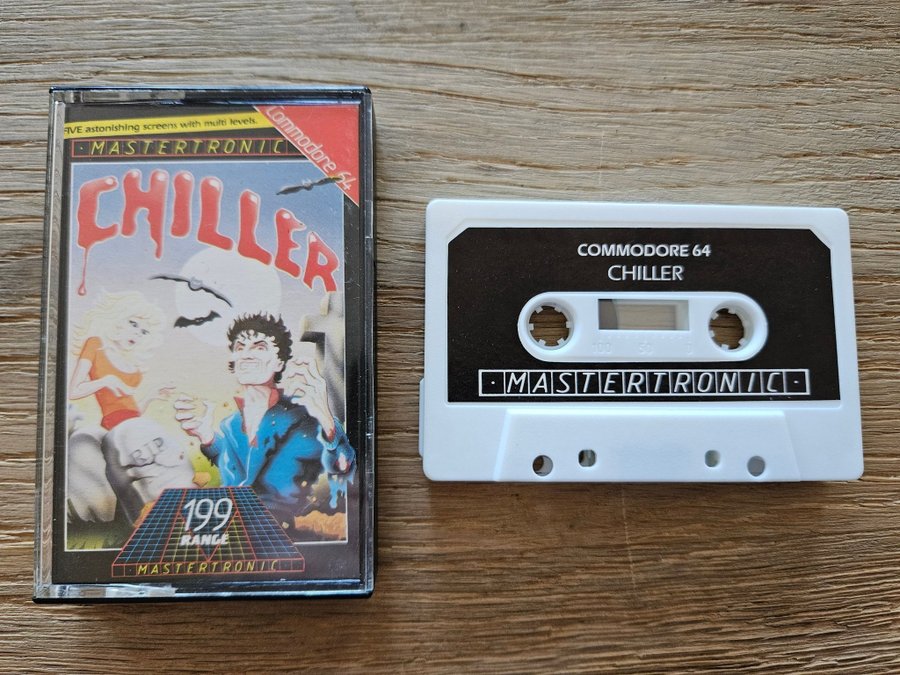 FIVE astonishing screens with multi levels.
Commodore 64
·MASTERTRONIC·
CHILLER
199
RANGE
·MASTERTRONIC·
COMMODORE 64
CHILLER
100 50 0
·MASTERTRONIC·